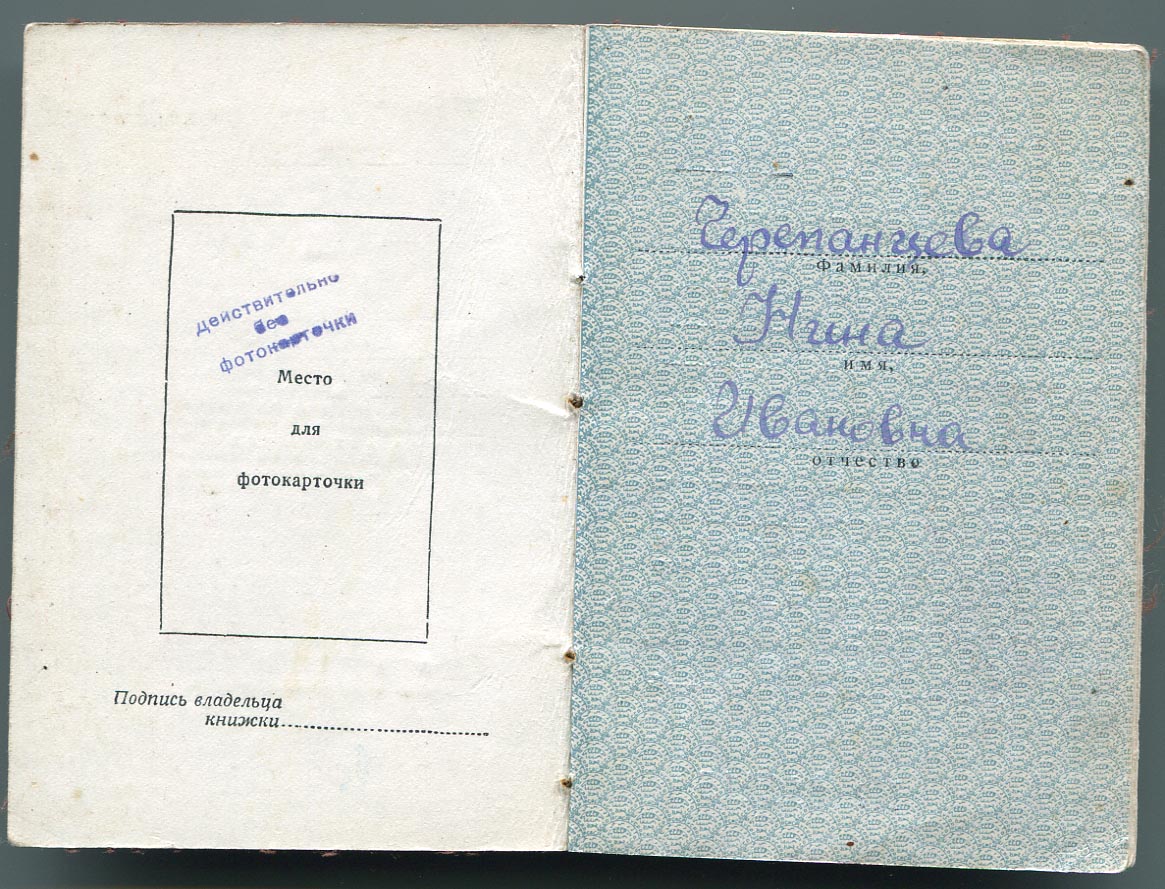 действительно
без
фотокарточки
Место
для
фотокарточки
Подпись владельца
книжки
Черепанцева
Фамилия,
Нина
имя,
Ивановна
отчество